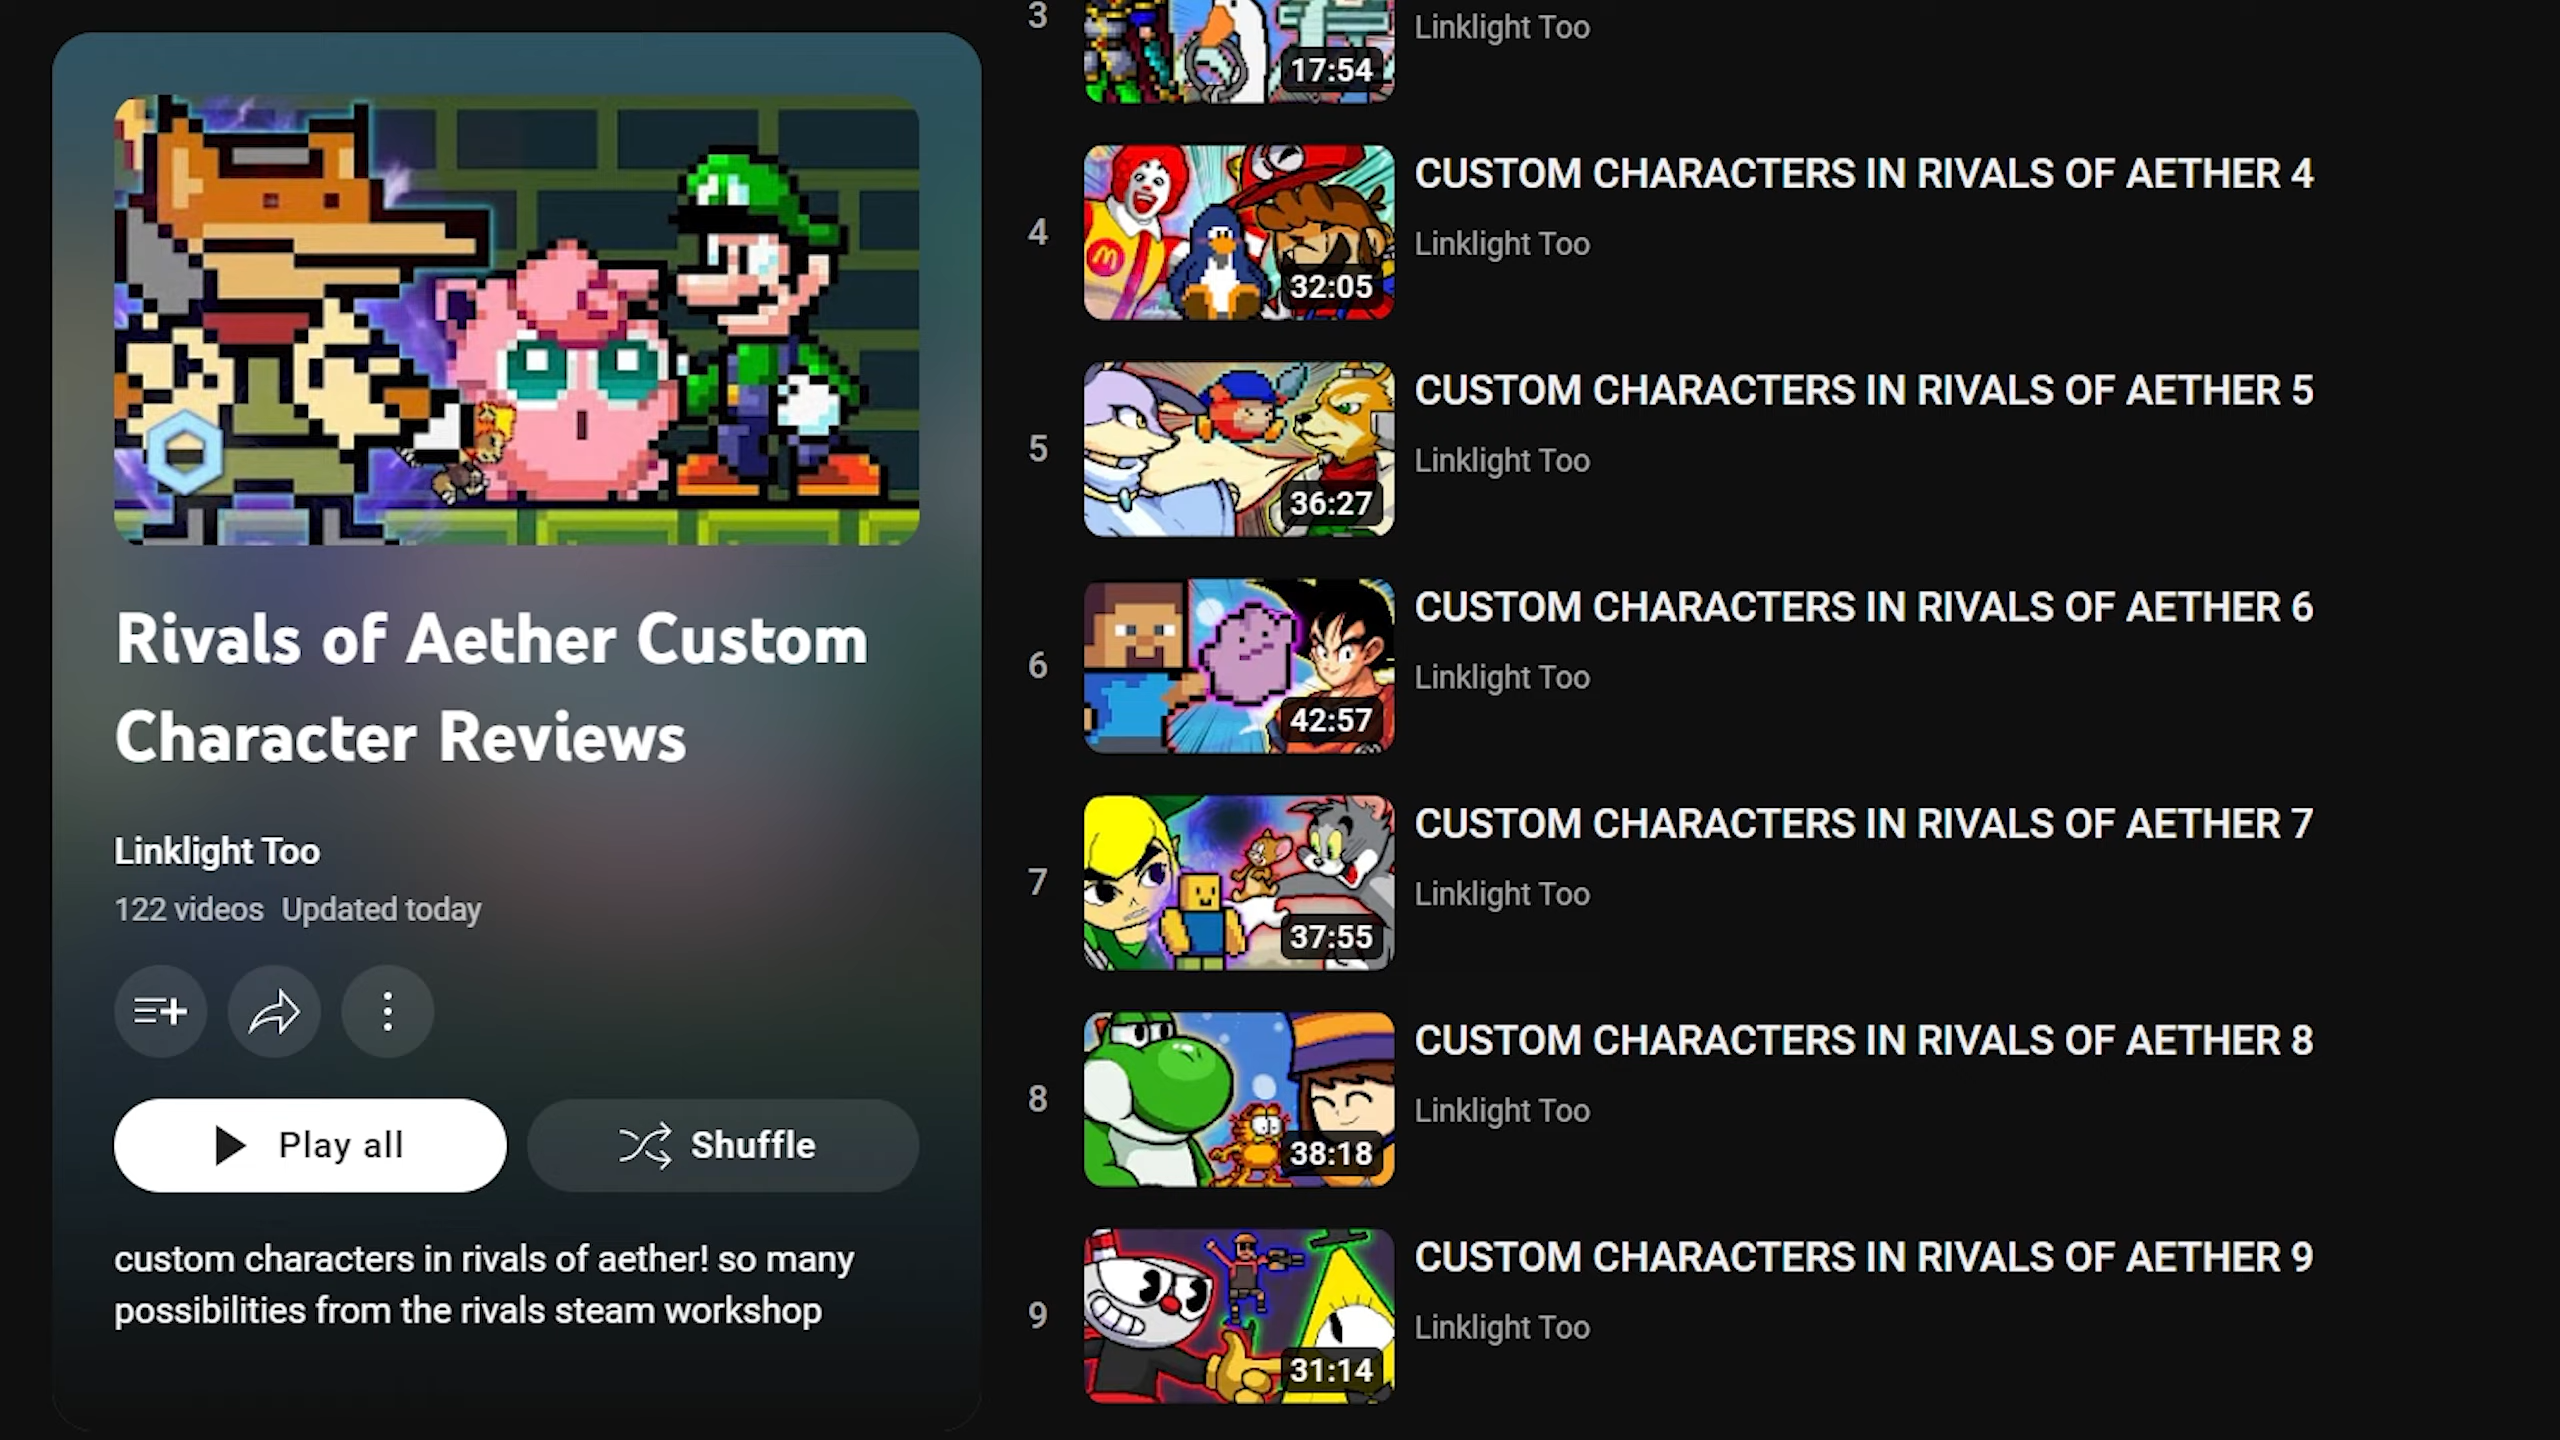 Rivals of Aether Custom
Character Reviews
Linklight Too
122 videos Updated today
Play all
Shuffle
custom characters in rivals of aether! so many
possibilities from the rivals steam workshop
3
17:54
Linklight Too
4
32:05
CUSTOM CHARACTERS IN RIVALS OF AETHER 4
Linklight Too
5
36:27
CUSTOM CHARACTERS IN RIVALS OF AETHER 5
Linklight Too
6
42:57
CUSTOM CHARACTERS IN RIVALS OF AETHER 6
Linklight Too
7
37:55
CUSTOM CHARACTERS IN RIVALS OF AETHER 7
Linklight Too
8
38:18
CUSTOM CHARACTERS IN RIVALS OF AETHER 8
Linklight Too
9
31:14
CUSTOM CHARACTERS IN RIVALS OF AETHER 9
Linklight Too